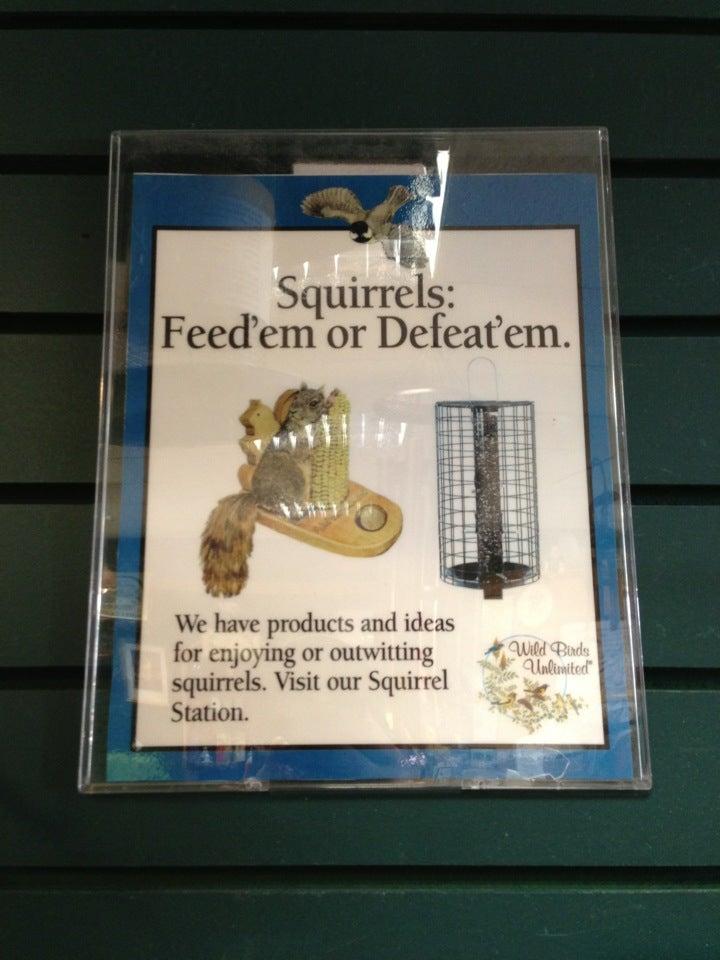 Squirrels:
Feed'em or Defeat'em.
We have products and ideas
for enjoying or outwitting
squirrels. Visit our Squirrel
Station.
Wild Birds
Unlimited®